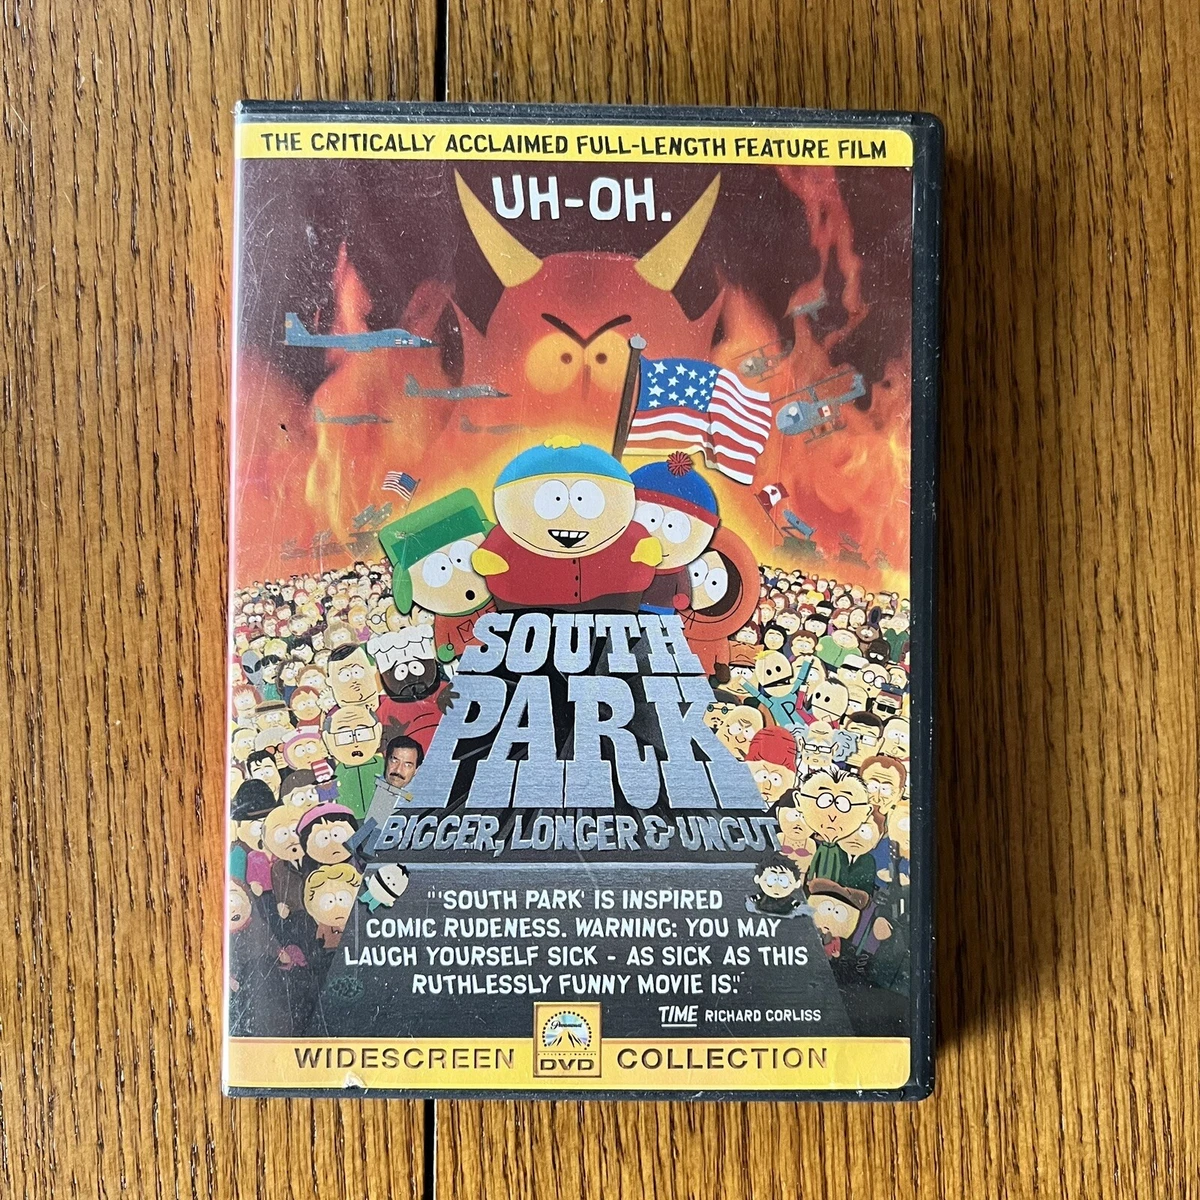 THE CRITICALLY ACCLAIMED FULL-LENGTH FEATURE FILM
UH-OH.
SOUTH
PARK
BIGGER, LONGER & UNCUT
"'SOUTH PARK' IS INSPIRED
COMIC RUDENESS. WARNING: YOU MAY
LAUGH YOURSELF SICK - AS SICK AS THIS
RUTHLESSLY FUNNY MOVIE IS."
TIME RICHARD CORLISS
WIDESCREEN COLLECTION
Paramount
DVD